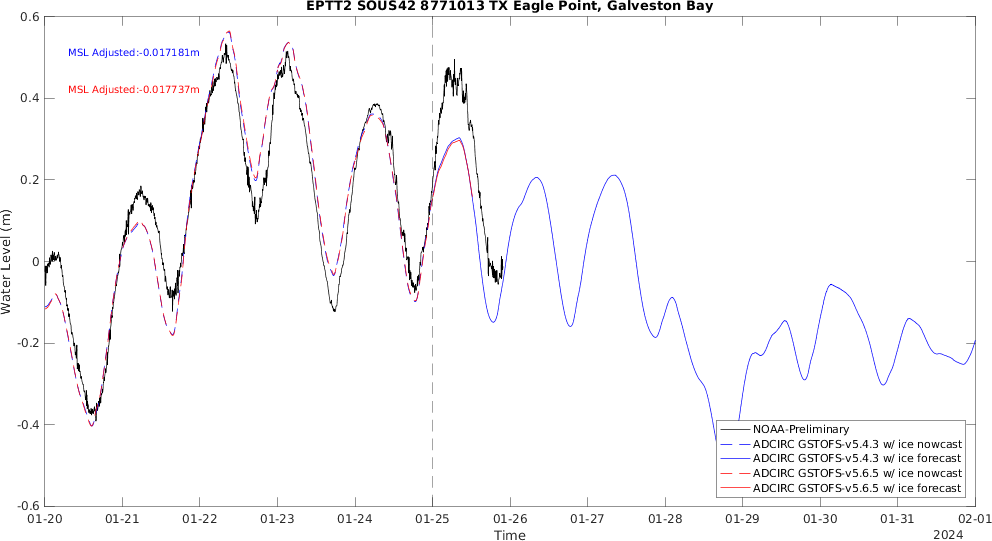 EPTT2 SOUS42 8771013 TX Eagle Point, Galveston Bay
MSL Adjusted:-0.017181m
MSL Adjusted:-0.017737m
Water Level (m)
0.6
0.4
0.2
0
-0.2
-0.4
-0.6
NOAA-Preliminary
ADCIRC GSTOFS-v5.4.3 w/ ice nowcast
ADCIRC GSTOFS-v5.4.3 w/ ice forecast
ADCIRC GSTOFS-v5.6.5 w/ ice nowcast
ADCIRC GSTOFS-v5.6.5 w/ ice forecast
01-20 01-21 01-22 01-23 01-24 01-25 01-26 01-27 01-28 01-29 01-30 01-31 02-01
Time
2024